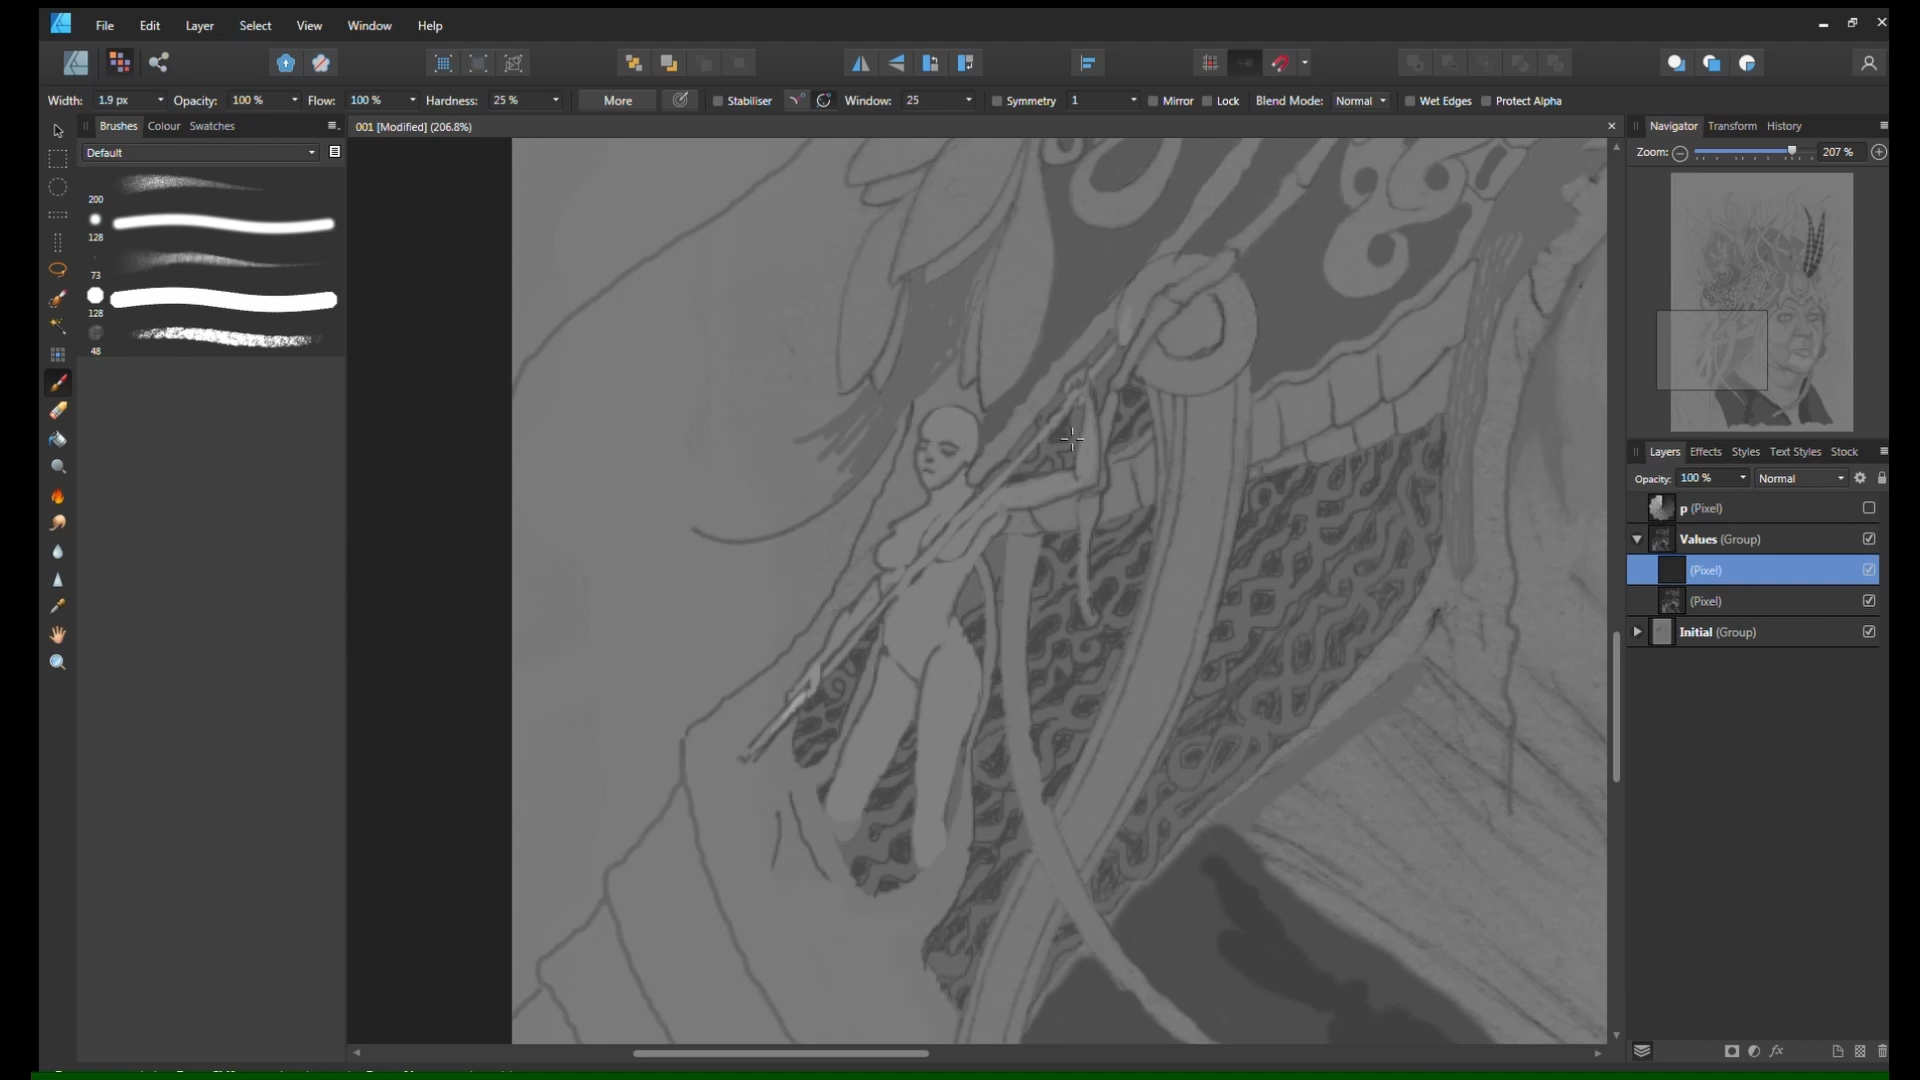 File Edit Layer Select View Window Help
Width: 1.9 px Opacity: 100 % Flow: 100 % Hardness: 25 % More Stabiliser Window: 25 Symmetry 1 Mirror Lock Blend Mode: Normal Wet Edges Protect Alpha
Brushes Colour Swatches
001 [Modified] (206.8%)
Navigator Transform History
Default
Zoom: 207 %
200
128
73
128
48
Layers Effects Styles Text Styles Stock
Opacity: 100 % Normal
p (Pixel)
Values (Group)
(Pixel)
(Pixel)
Initial (Group)
fx